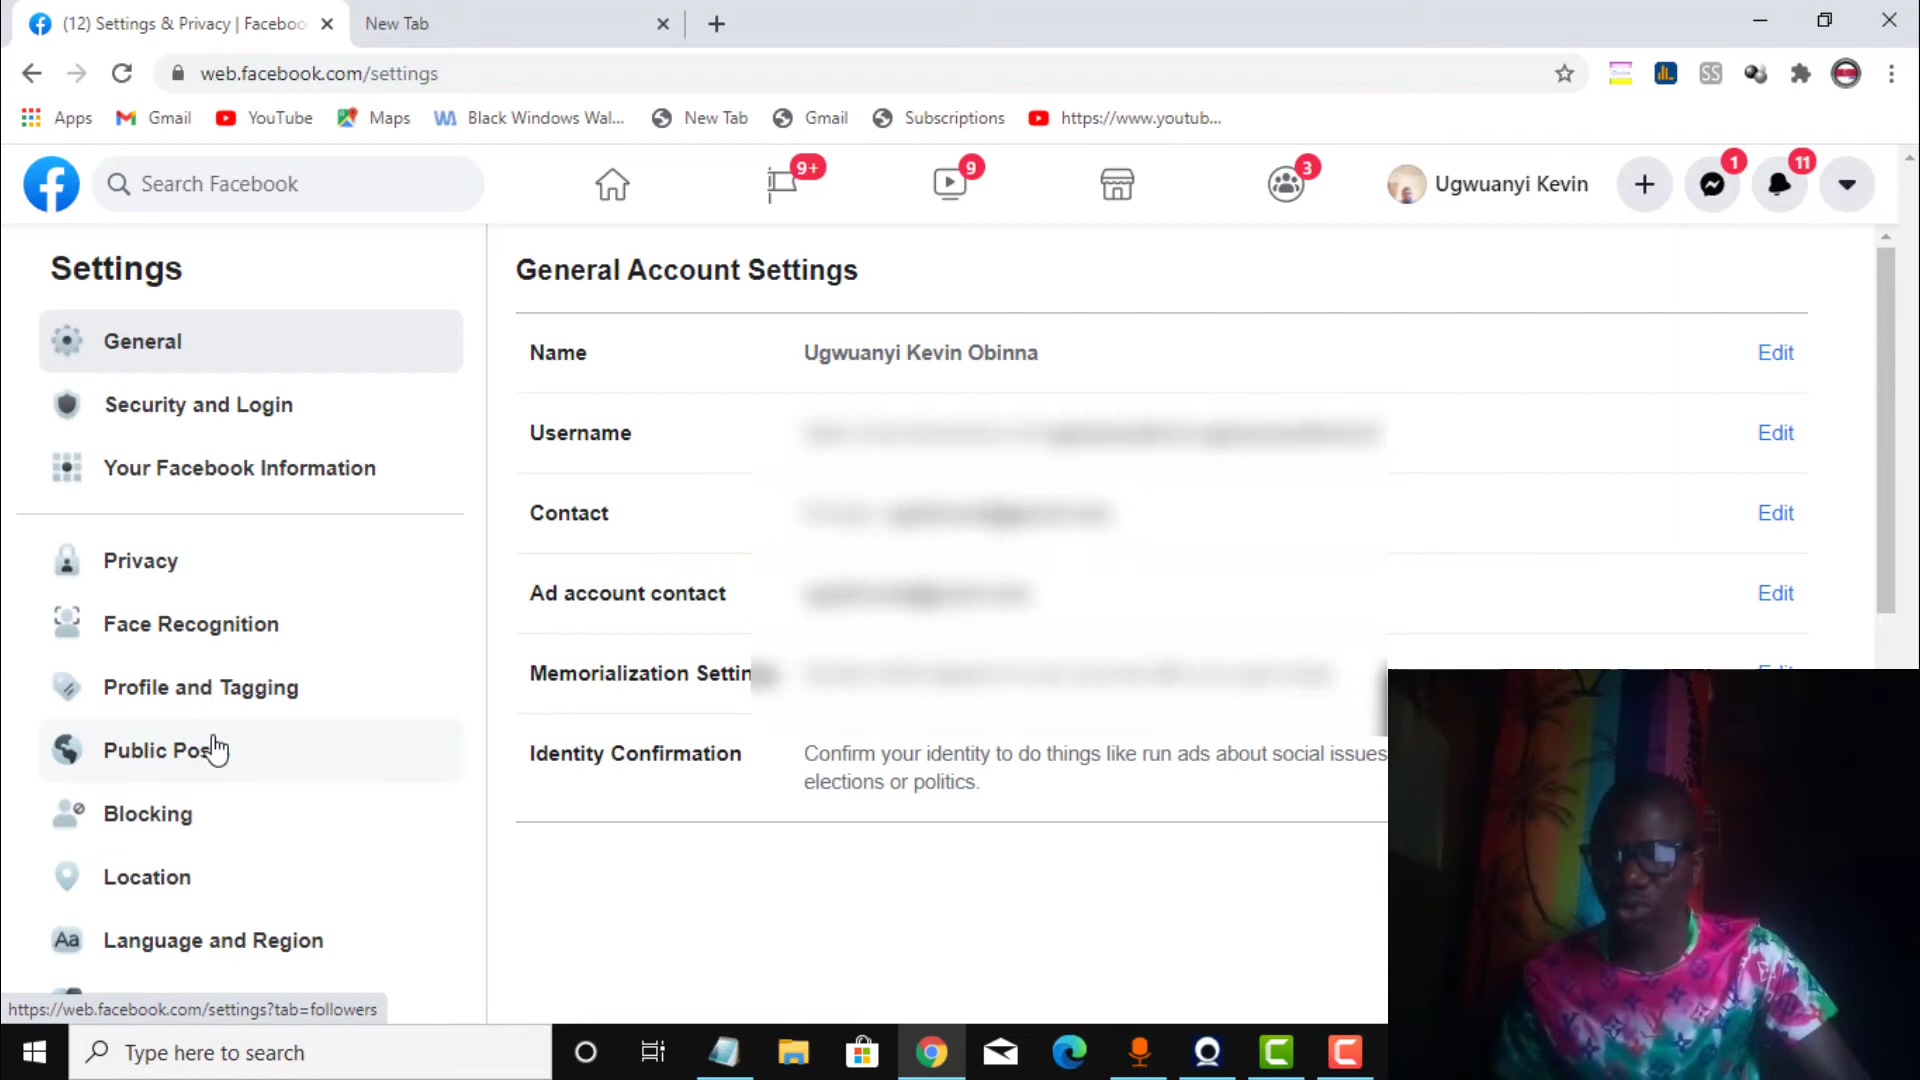 (12) Settings & Privacy | Faceboo
New Tab
web.facebook.com/settings
SS
Apps
Gmail
YouTube
Maps
Black Windows Wal...
New Tab
Gmail
Subscriptions
https://www.youtub...
Search Facebook
9+
9
3
Ugwuanyi Kevin
1
11
Settings
General
Security and Login
Your Facebook Information
Privacy
Face Recognition
Profile and Tagging
Public Pos
Blocking
Location
Aa
Language and Region
https://web.facebook.com/settings?tab=followers
General Account Settings
Name
Ugwuanyi Kevin Obinna
Edit
Username
Edit
Contact
Edit
Ad account contact
Edit
Memorialization Settin
Identity Confirmation
Confirm your identity to do things like run ads about social issues
elections or politics.
Type here to search